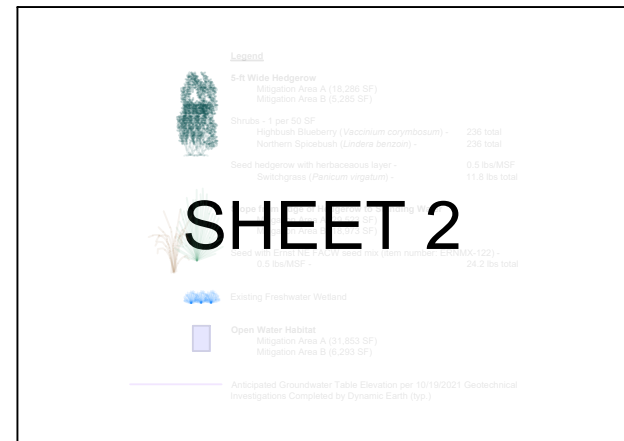 Legend
5-ft Wide Hedgerow
Mitigation Area A (18,286 SF)
Mitigation Area B (5,285 SF)
Shrubs - 1 per 50 SF
Highbush Blueberry (Vaccinium corymbosum) - 236 total
Northern Spicebush (Lindera benzoin) - 236 total
Seed hedgerow with herbaceous layer - 0.5 lbs/MSF
Switchgrass (Panicum virgatum) - 11.8 lbs total
SHEET 2
Seed with Ernst NE FACW seed mix (item number: ERNMX-122) -
0.5 lbs/MSF - 24.2 lbs total
Existing Freshwater Wetland
Open Water Habitat
Mitigation Area A (31,853 SF)
Mitigation Area B (6,293 SF)
Anticipated Groundwater Table Elevation per 10/19/2021 Geotechnical
Investigations Completed by Dynamic Earth (typ.)